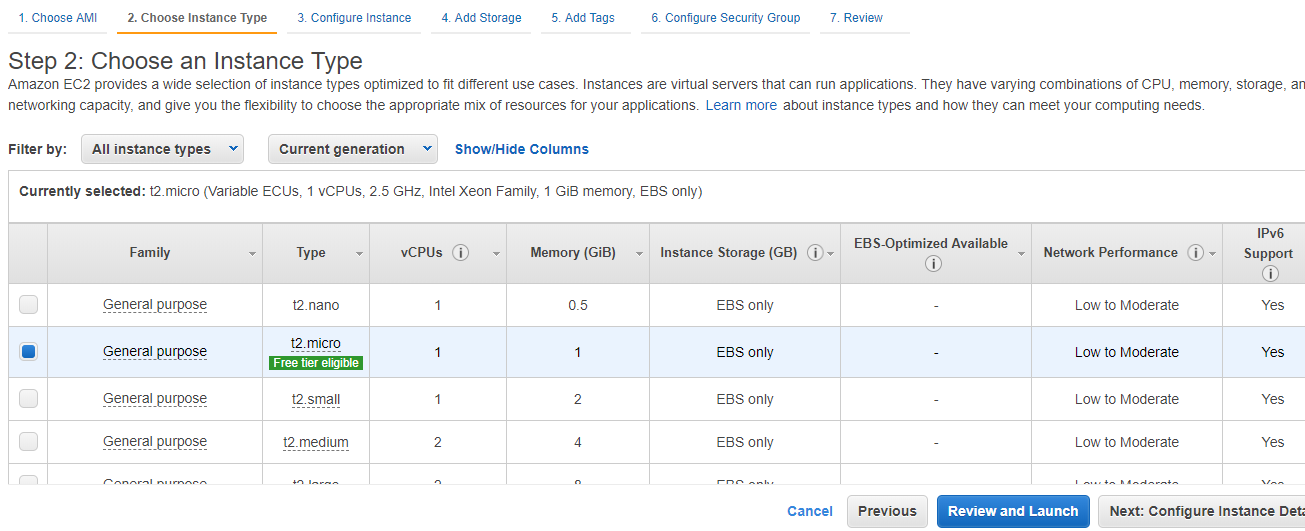 1. Choose AMI 2. Choose Instance Type 3. Configure Instance 4. Add Storage 5. Add Tags 6. Configure Security Group 7. Review
Step 2: Choose an Instance Type
Amazon EC2 provides a wide selection of instance types optimized to fit different use cases. Instances are virtual servers that can run applications. They have varying combinations of CPU, memory, storage, an
networking capacity, and give you the flexibility to choose the appropriate mix of resources for your applications. Learn more about instance types and how they can meet your computing needs.
Filter by: All instance types Current generation Show/Hide Columns
Currently selected: t2.micro (Variable ECUs, 1 vCPUs, 2.5 GHz, Intel Xeon Family, 1 GiB memory, EBS only)
Family Type vCPUs Memory (GiB) Instance Storage (GB) EBS-Optimized Available Network Performance IPv6 Support
General purpose t2.nano 1 0.5 EBS only - Low to Moderate Yes
General purpose t2.micro 1 1 EBS only - Low to Moderate Yes
Free tier eligible
General purpose t2.small 1 2 EBS only - Low to Moderate Yes
General purpose t2.medium 2 4 EBS only - Low to Moderate Yes
General purpose t2.large 2 8 EBS only - Low to Moderate Yes
Cancel Previous Review and Launch Next: Configure Instance Deta